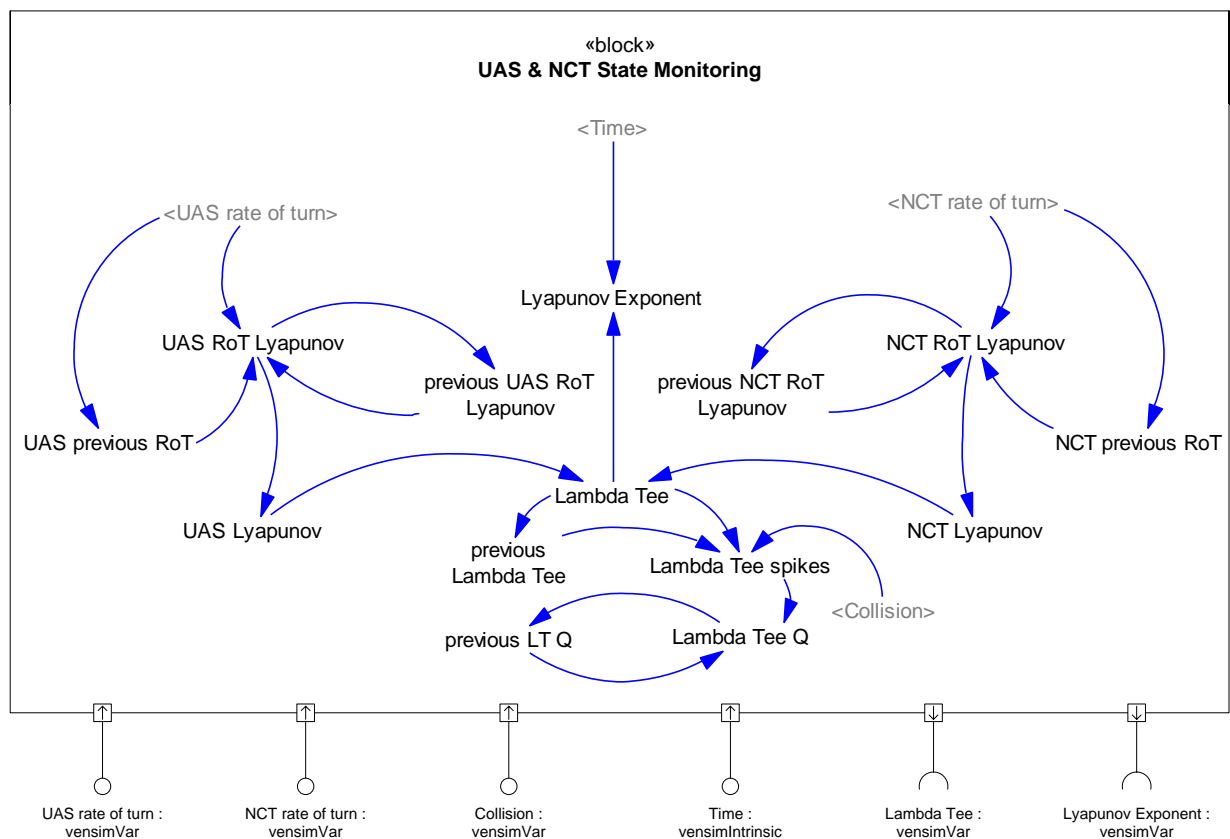 «block»
UAS & NCT State Monitoring
<Time>
<UAS rate of turn>
<NCT rate of turn>
Lyapunov Exponent
UAS RoT Lyapunov
NCT RoT Lyapunov
previous UAS RoT
Lyapunov
previous NCT RoT
Lyapunov
UAS previous RoT
NCT previous RoT
Lambda Tee
UAS Lyapunov
NCT Lyapunov
previous
Lambda Tee
Lambda Tee spikes
<Collision>
previous LT Q
Lambda Tee Q
UAS rate of turn :
vensimVar
NCT rate of turn :
vensimVar
Collision :
vensimVar
Time :
vensimIntrinsic
Lambda Tee :
vensimVar
Lyapunov Exponent :
vensimVar